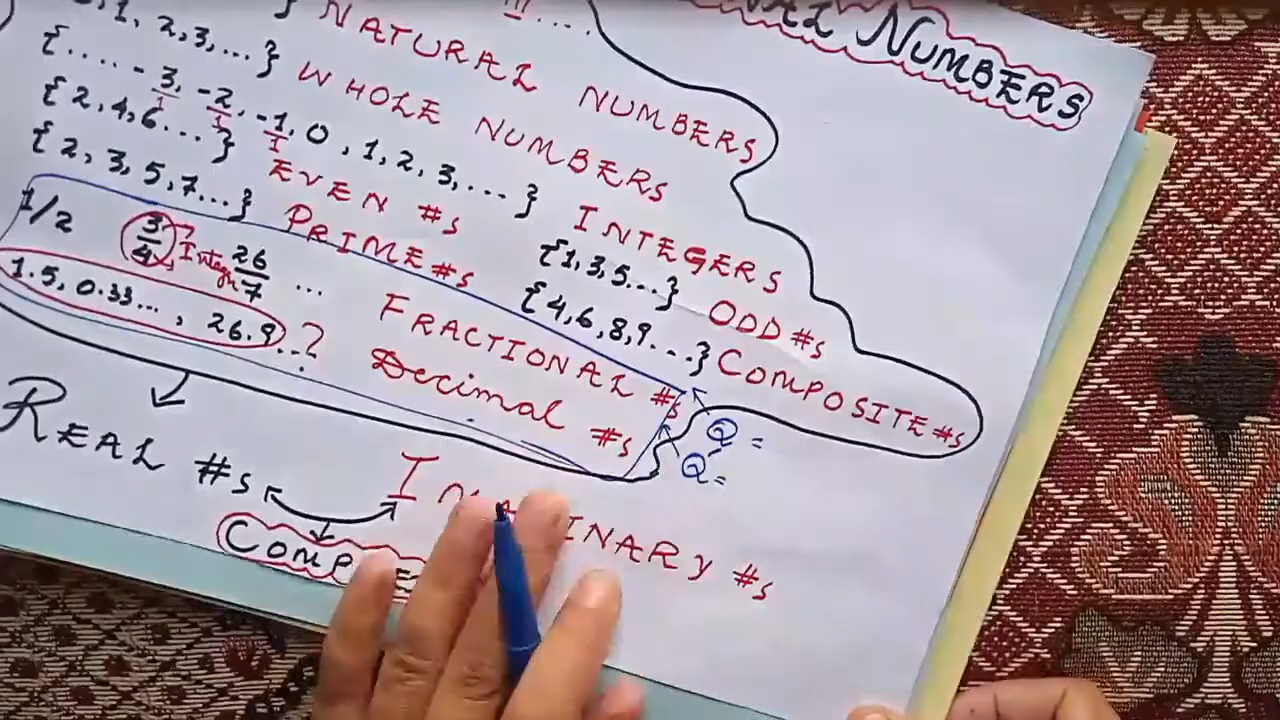 NUMBERS
!!!....
} NATURAL NUMBERS
1, 2, 3, ...} WHOLE NUMBERS
{.... -3/1, -2/1, -1/1, 0, 1, 2, 3, ...} INTEGERS
{2, 4, 6...} EVEN #s {1, 3, 5...} ODD #s
{2, 3, 5, 7...} PRIME #s {4, 6, 8, 9....} COMPOSITE #s
1/2 3/4 Integr 26/7 ... FRACTIONAL #s
1.5, 0.33..., 26.9...? Decimal #s
Q =
Q' =
REAL #s
#s